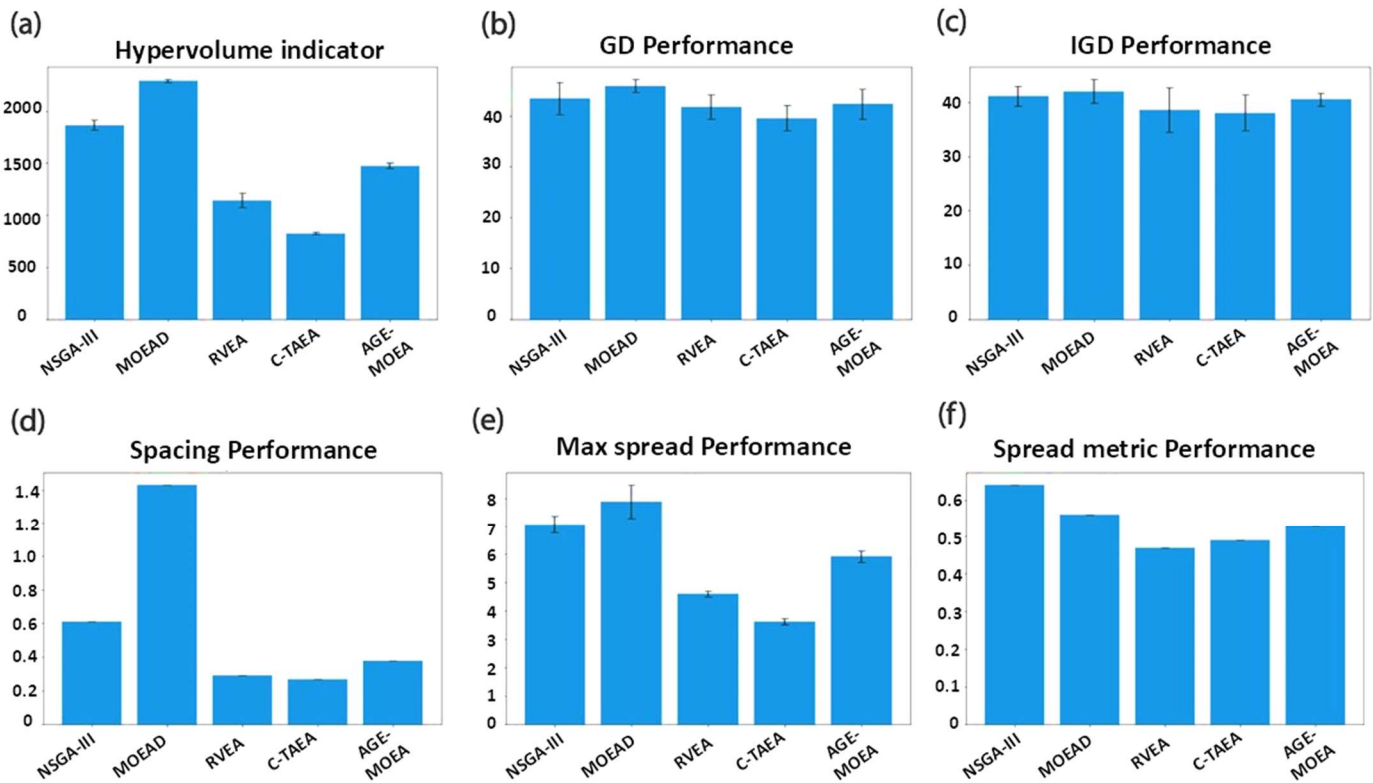 (a)
Hypervolume indicator
2000
1500
1000
500
0
NSGA-III
MOEAD
RVEA
C-TAEA
AGE-
MOEA
(b)
GD Performance
40
30
20
10
0
NSGA-III
MOEAD
RVEA
C-TAEA
AGE-
MOEA
(c)
IGD Performance
40
30
20
10
0
NSGA-III
MOEAD
RVEA
C-TAEA
AGE-
MOEA
(d)
Spacing Performance
1.4
1.2
1.0
0.8
0.6
0.4
0.2
0
NSGA-III
MOEAD
RVEA
C-TAEA
AGE-
MOEA
(e)
Max spread Performance
8
7
6
5
4
3
2
1
0
NSGA-III
MOEAD
RVEA
C-TAEA
AGE-
MOEA
(f)
Spread metric Performance
0.6
0.5
0.4
0.3
0.2
0.1
0
NSGA-III
MOEAD
RVEA
C-TAEA
AGE-
MOEA